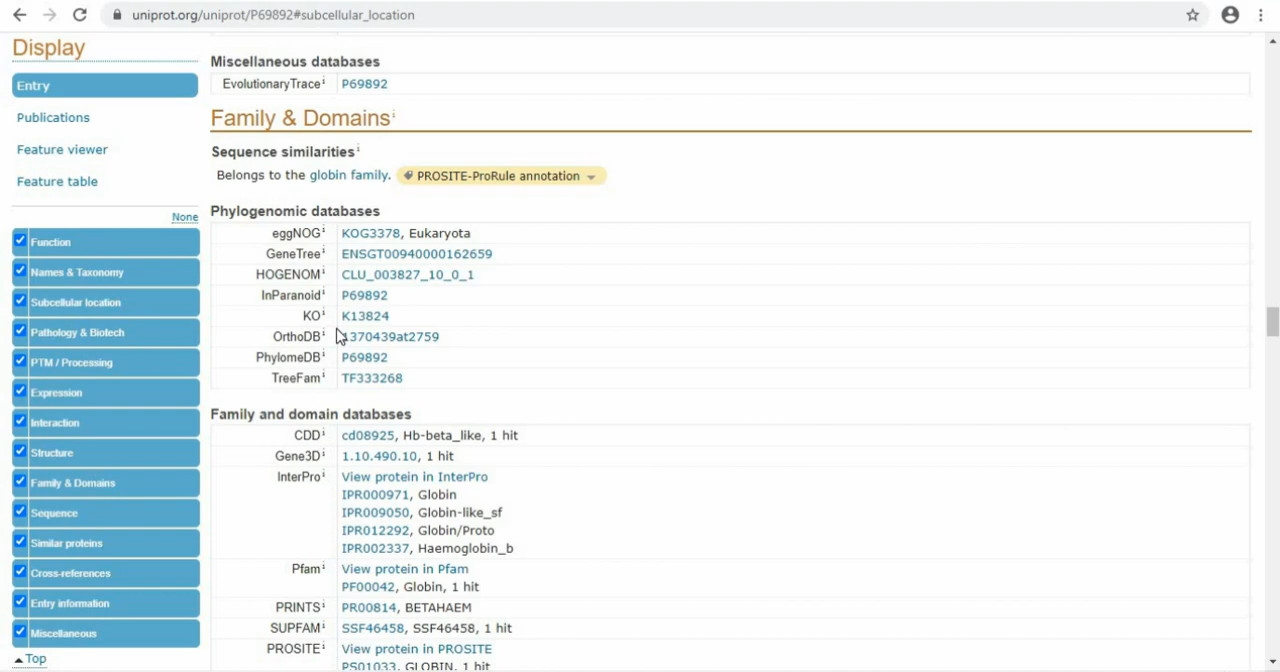 uniprot.org/uniprot/P69892#subcellular_location
Display
Entry
Publications
Feature viewer
Feature table
None
Function
Names & Taxonomy
Subcellular location
Pathology & Biotech
PTM / Processing
Expression
Interaction
Structure
Family & Domains
Sequence
Similar proteins
Cross-references
Entry information
Miscellaneous
Top
Miscellaneous databases
EvolutionaryTrace i P69892
Family & Domains i
Sequence similarities i
Belongs to the globin family. PROSITE-ProRule annotation
Phylogenomic databases
eggNOG i KOG3378, Eukaryota
GeneTree i ENSGT00940000162659
HOGENOM i CLU_003827_10_0_1
InParanoid i P69892
KO i K13824
OrthoDB i 1370439at2759
PhylomeDB i P69892
TreeFam i TF333268
Family and domain databases
CDD i cd08925, Hb-beta_like, 1 hit
Gene3D i 1.10.490.10, 1 hit
InterPro i View protein in InterPro
IPR000971, Globin
IPR009050, Globin-like_sf
IPR012292, Globin/Proto
IPR002337, Haemoglobin_b
Pfam i View protein in Pfam
PF00042, Globin, 1 hit
PRINTS i PR00814, BETAHAEM
SUPFAM i SSF46458, SSF46458, 1 hit
PROSITE i View protein in PROSITE
PS01033, GLOBIN, 1 hit